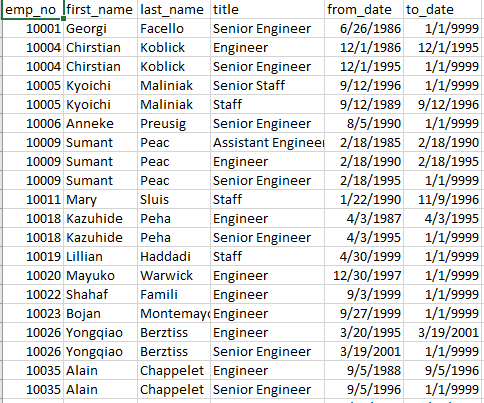 emp_no first_name last_name title from_date to_date
10001 Georgi Facello Senior Engineer 6/26/1986 1/1/9999
10004 Chirstian Koblick Engineer 12/1/1986 12/1/1995
10004 Chirstian Koblick Senior Engineer 12/1/1995 1/1/9999
10005 Kyoichi Maliniak Senior Staff 9/12/1996 1/1/9999
10005 Kyoichi Maliniak Staff 9/12/1989 9/12/1996
10006 Anneke Preusig Senior Engineer 8/5/1990 1/1/9999
10009 Sumant Peac Assistant Engineer 2/18/1985 2/18/1990
10009 Sumant Peac Engineer 2/18/1990 2/18/1995
10009 Sumant Peac Senior Engineer 2/18/1995 1/1/9999
10011 Mary Sluis Staff 1/22/1990 11/9/1996
10018 Kazuhide Peha Engineer 4/3/1987 4/3/1995
10018 Kazuhide Peha Senior Engineer 4/3/1995 1/1/9999
10019 Lillian Haddadi Staff 4/30/1999 1/1/9999
10020 Mayuko Warwick Engineer 12/30/1997 1/1/9999
10022 Shahaf Famili Engineer 9/3/1999 1/1/9999
10023 Bojan Montemayo Engineer 9/27/1999 1/1/9999
10026 Yongqiao Berztiss Engineer 3/20/1995 3/19/2001
10026 Yongqiao Berztiss Senior Engineer 3/19/2001 1/1/9999
10035 Alain Chappelet Engineer 9/5/1988 9/5/1996
10035 Alain Chappelet Senior Engineer 9/5/1996 1/1/9999